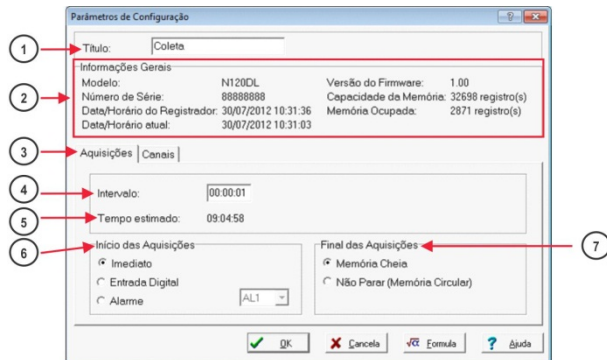 Parâmetros de Configuração
1 Título: Coleta
Informações Gerais
2
Modelo: N120DL Versão do Firmware: 1.00
Número de Série: 88888888 Capacidade da Memória: 32698 registro(s)
Data/Horário do Registrador: 30/07/2012 10:31:36 Memória Ocupada: 2871 registro(s)
Data/Horário atual: 30/07/2012 10:31:03
3 Aquisições Canais
4 Intervalo: 00:00:01
5 Tempo estimado: 09:04:58
6 Início das Aquisições Final das Aquisições 7
Imediato Memória Cheia
Entrada Digital Não Parar (Memória Circular)
Alarme AL1
OK Cancela √α Formula ? Ajuda